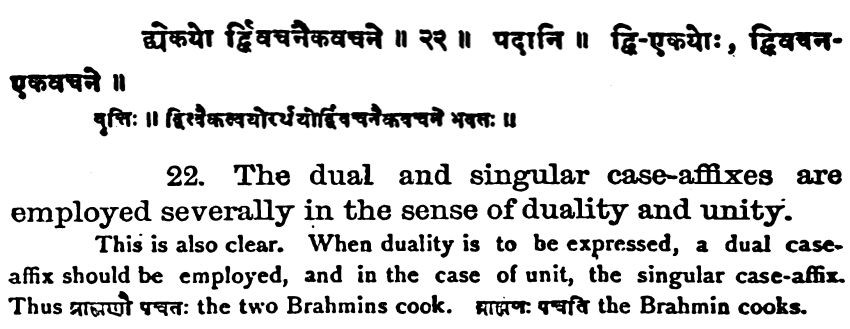 द्व्येकयो र्द्विवचनैकवचने ॥ २२ ॥ पदानि ॥ द्वि-एकयोः, द्विवचन-
एकवचने ॥
वृत्तिः ॥ द्वित्वैकत्वयोरर्थयोर्द्विवचनैकवचने भवतः ॥
22. The dual and singular case-affixes are
employed severally in the sense of duality and unity.
This is also clear. When duality is to be expressed, a dual case-
affix should be employed, and in the case of unit, the singular case-affix.
Thus ब्राह्मणौ पचतः the two Brahmins cook. ब्राह्मणः पचति the Brahmin cooks.